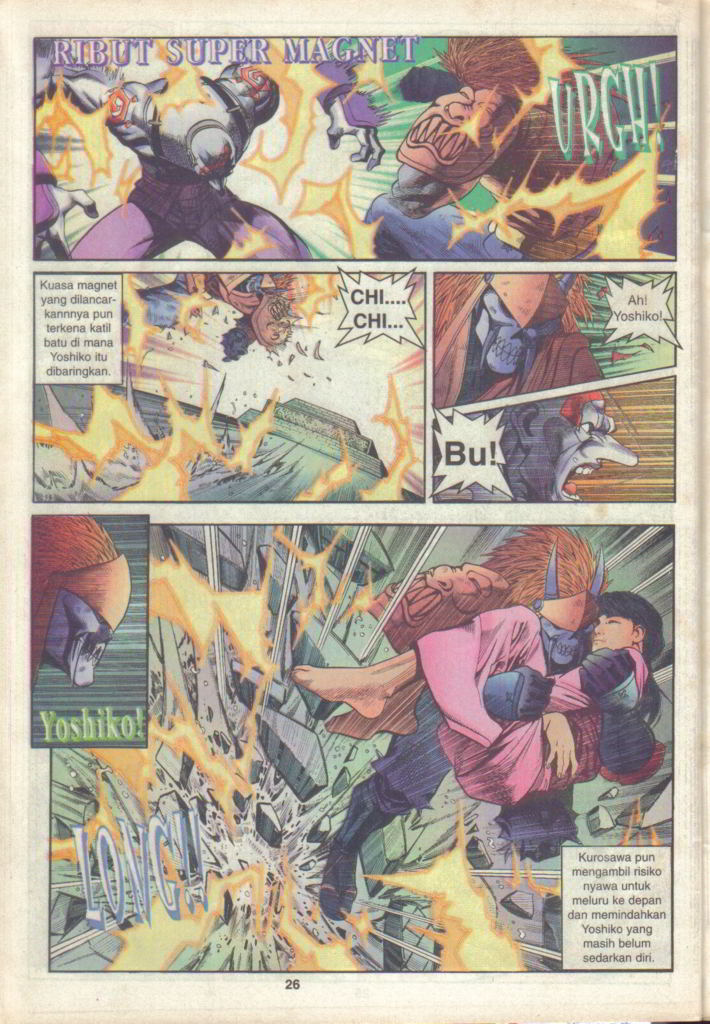 RIBUT SUPER MAGNET
URGH!
Kuasa magnet
yang dilancar-
kannnya pun
terkena katil
batu di mana
Yoshiko itu
dibaringkan.
CHI....
CHI...
Ah!
Yoshiko!..
Bu!
Yoshiko!
LONG!!
Kurosawa pun
mengambil risiko
nyawa untuk
meluru ke depan
dan memindahkan
Yoshiko yang
masih belum
sedarkan diri.
26